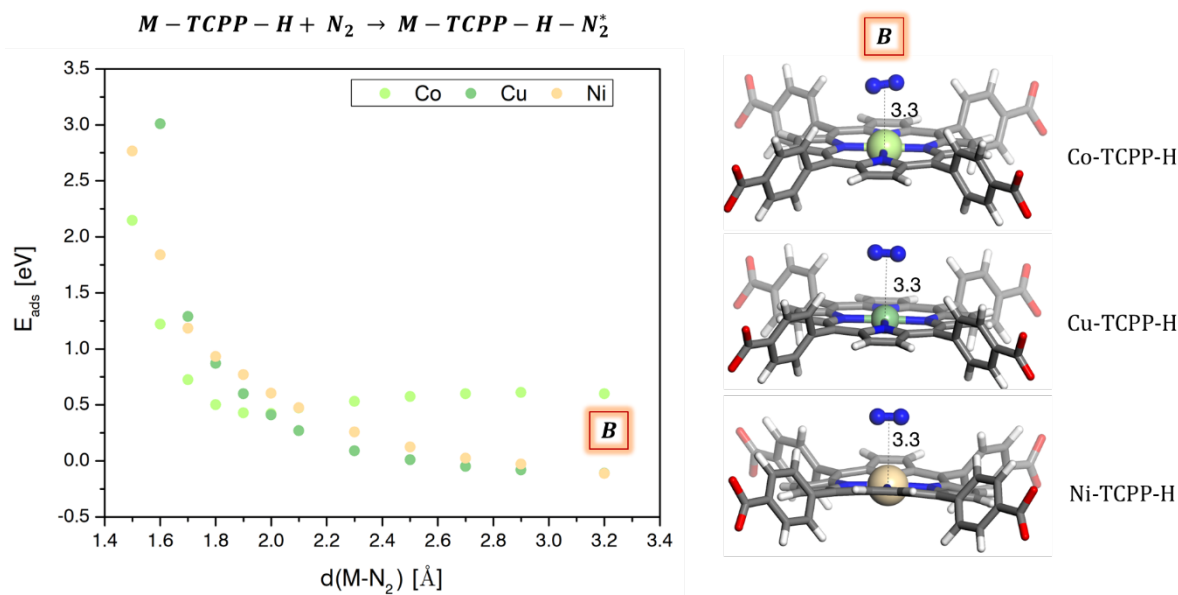 M − TCPP − H + N₂ → M − TCPP − H − N₂*
3.5
3.0
2.5
2.0
1.5
1.0
0.5
0.0
-0.5
E_ads [eV]
Co Cu Ni
B
1.4 1.6 1.8 2.0 2.2 2.4 2.6 2.8 3.0 3.2 3.4
d(M-N₂) [Å]
B
3.3
Co-TCPP-H
3.3
Cu-TCPP-H
3.3
Ni-TCPP-H